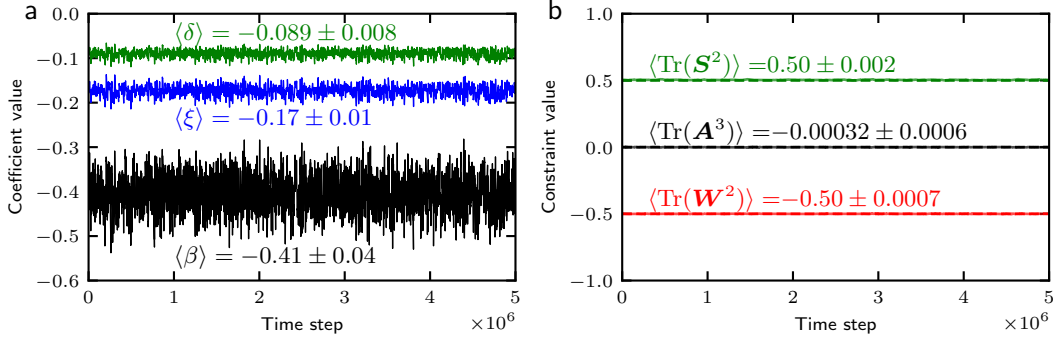 a
Coefficient value
0.0
−0.1
−0.2
−0.3
−0.4
−0.5
−0.6
⟨δ⟩ = −0.089 ± 0.008
⟨ξ⟩ = −0.17 ± 0.01
⟨β⟩ = −0.41 ± 0.04
0 1 2 3 4 5
Time step
×10⁶
b
Constraint value
1.0
0.5
0.0
−0.5
−1.0
⟨Tr(S²)⟩ =0.50 ± 0.002
⟨Tr(A³)⟩ =−0.00032 ± 0.0006
⟨Tr(W²)⟩ =−0.50 ± 0.0007
0 1 2 3 4 5
Time step
×10⁶